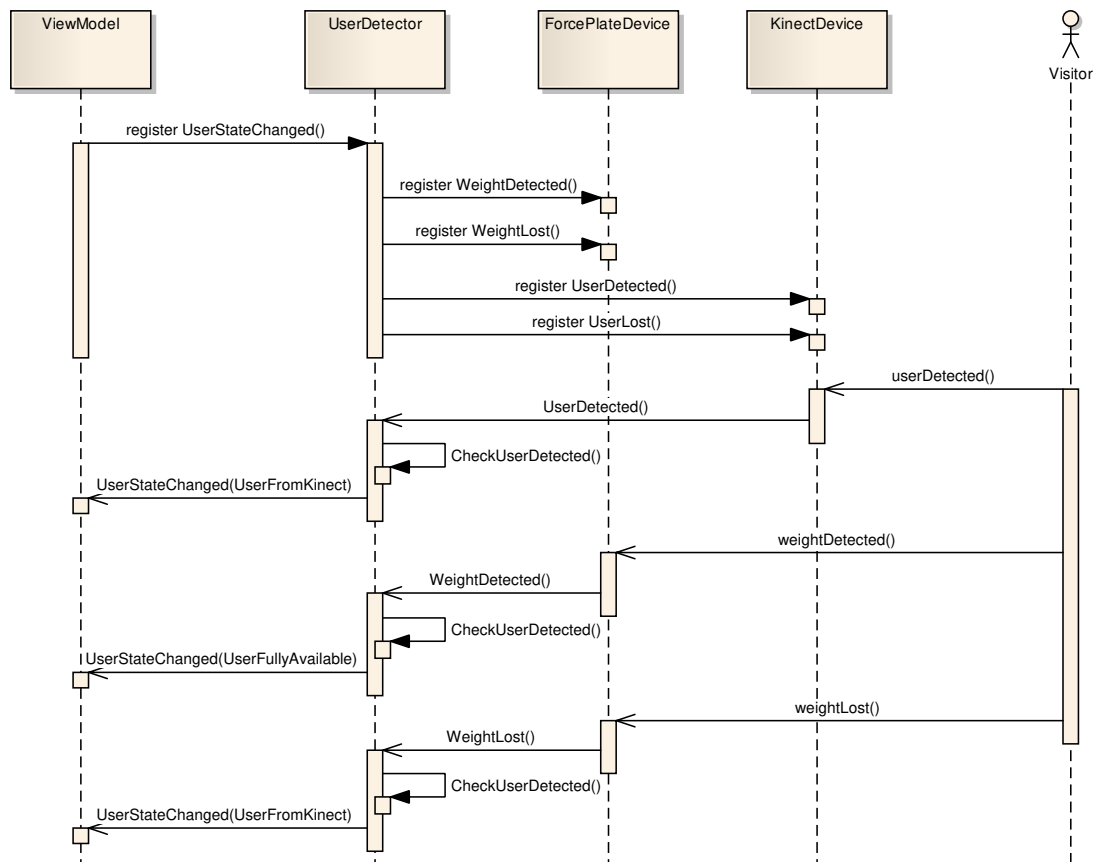 ViewModel
UserDetector
ForcePlateDevice
KinectDevice
Visitor
register UserStateChanged()
register WeightDetected()
register WeightLost()
register UserDetected()
register UserLost()
userDetected()
UserDetected()
CheckUserDetected()
UserStateChanged(UserFromKinect)
weightDetected()
WeightDetected()
CheckUserDetected()
UserStateChanged(UserFullyAvailable)
weightLost()
WeightLost()
CheckUserDetected()
UserStateChanged(UserFromKinect)